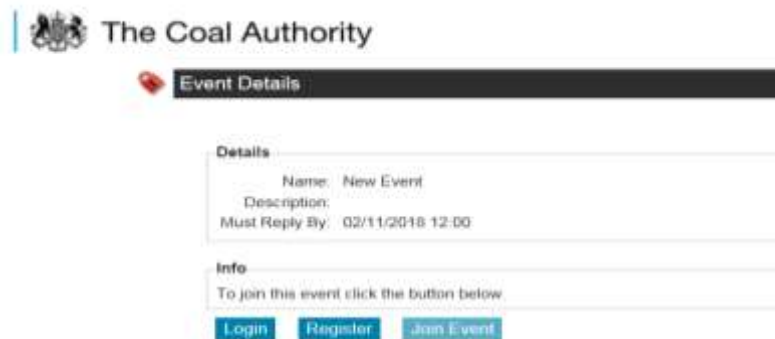 The Coal Authority
Event Details
Details
Name: New Event
Description:
Must Reply By: 02/11/2018 12:00
Info
To join this event click the button below
Login Register Join Event